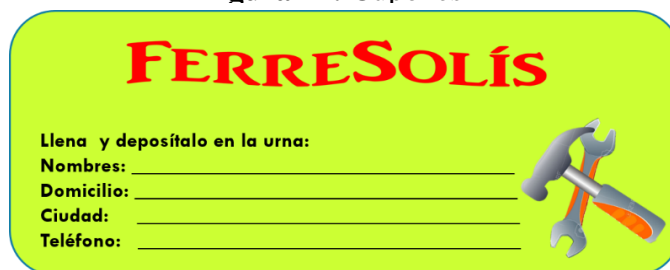 FERRESOLÍS
Llena y deposítalo en la urna:
Nombres:
Domicilio:
Ciudad:
Teléfono: